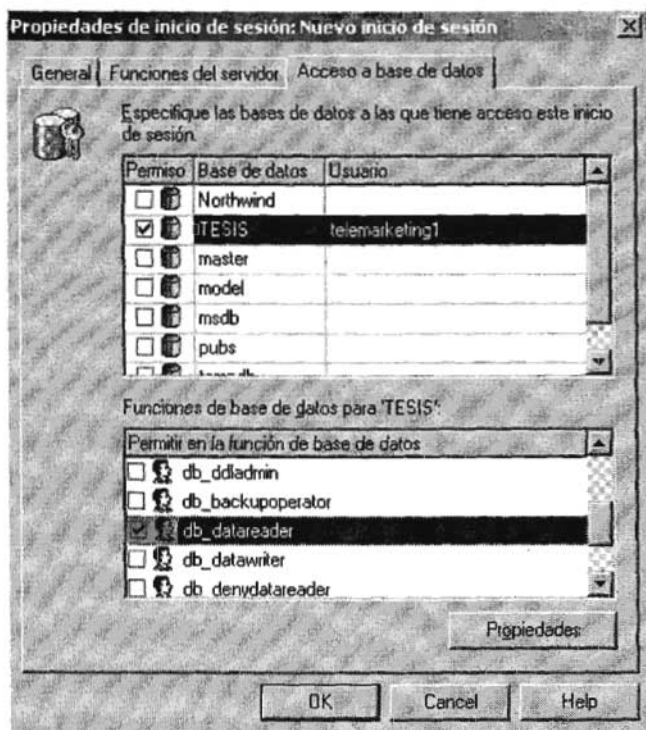 Propiedades de inicio de sesión: Nuevo inicio de sesión
General Funciones del servidor Acceso a base de datos
Especifique las bases de datos a las que tiene acceso este inicio
de sesión.
Permiso Base de datos Usuario
Northwind
TESIS telemarketing1
master
model
msdb
pubs
Funciones de base de datos para 'TESIS':
Permitir en la función de base de datos
db_ddladmin
db_backupoperator
db_datareader
db_datawriter
db_denydatareader
Propiedades
OK Cancel Help